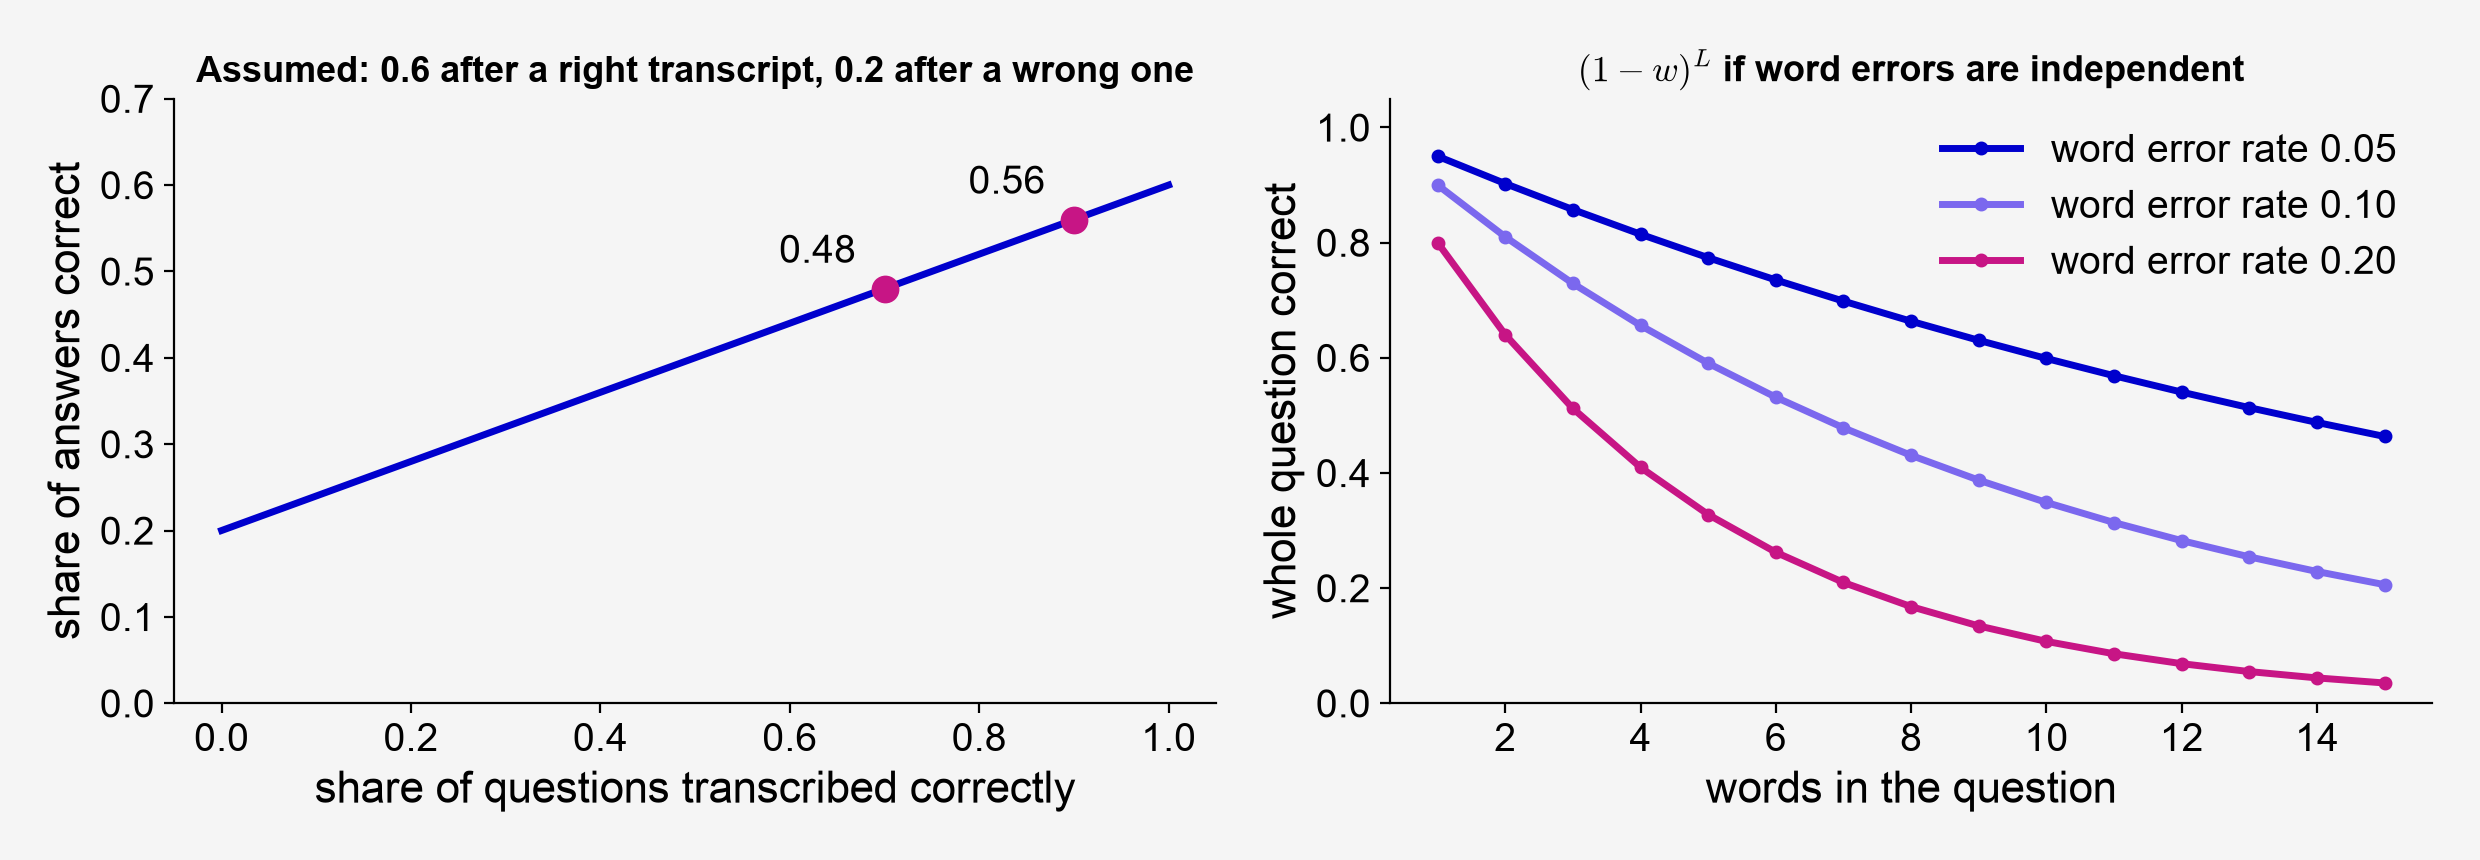 Assumed: 0.6 after a right transcript, 0.2 after a wrong one
share of answers correct
0.7
0.6
0.5
0.4
0.3
0.2
0.1
0.0
0.56
0.48
0.0 0.2 0.4 0.6 0.8 1.0
share of questions transcribed correctly
(1 − w)^L if word errors are independent
whole question correct
1.0
0.8
0.6
0.4
0.2
0.0
word error rate 0.05
word error rate 0.10
word error rate 0.20
2 4 6 8 10 12 14
words in the question